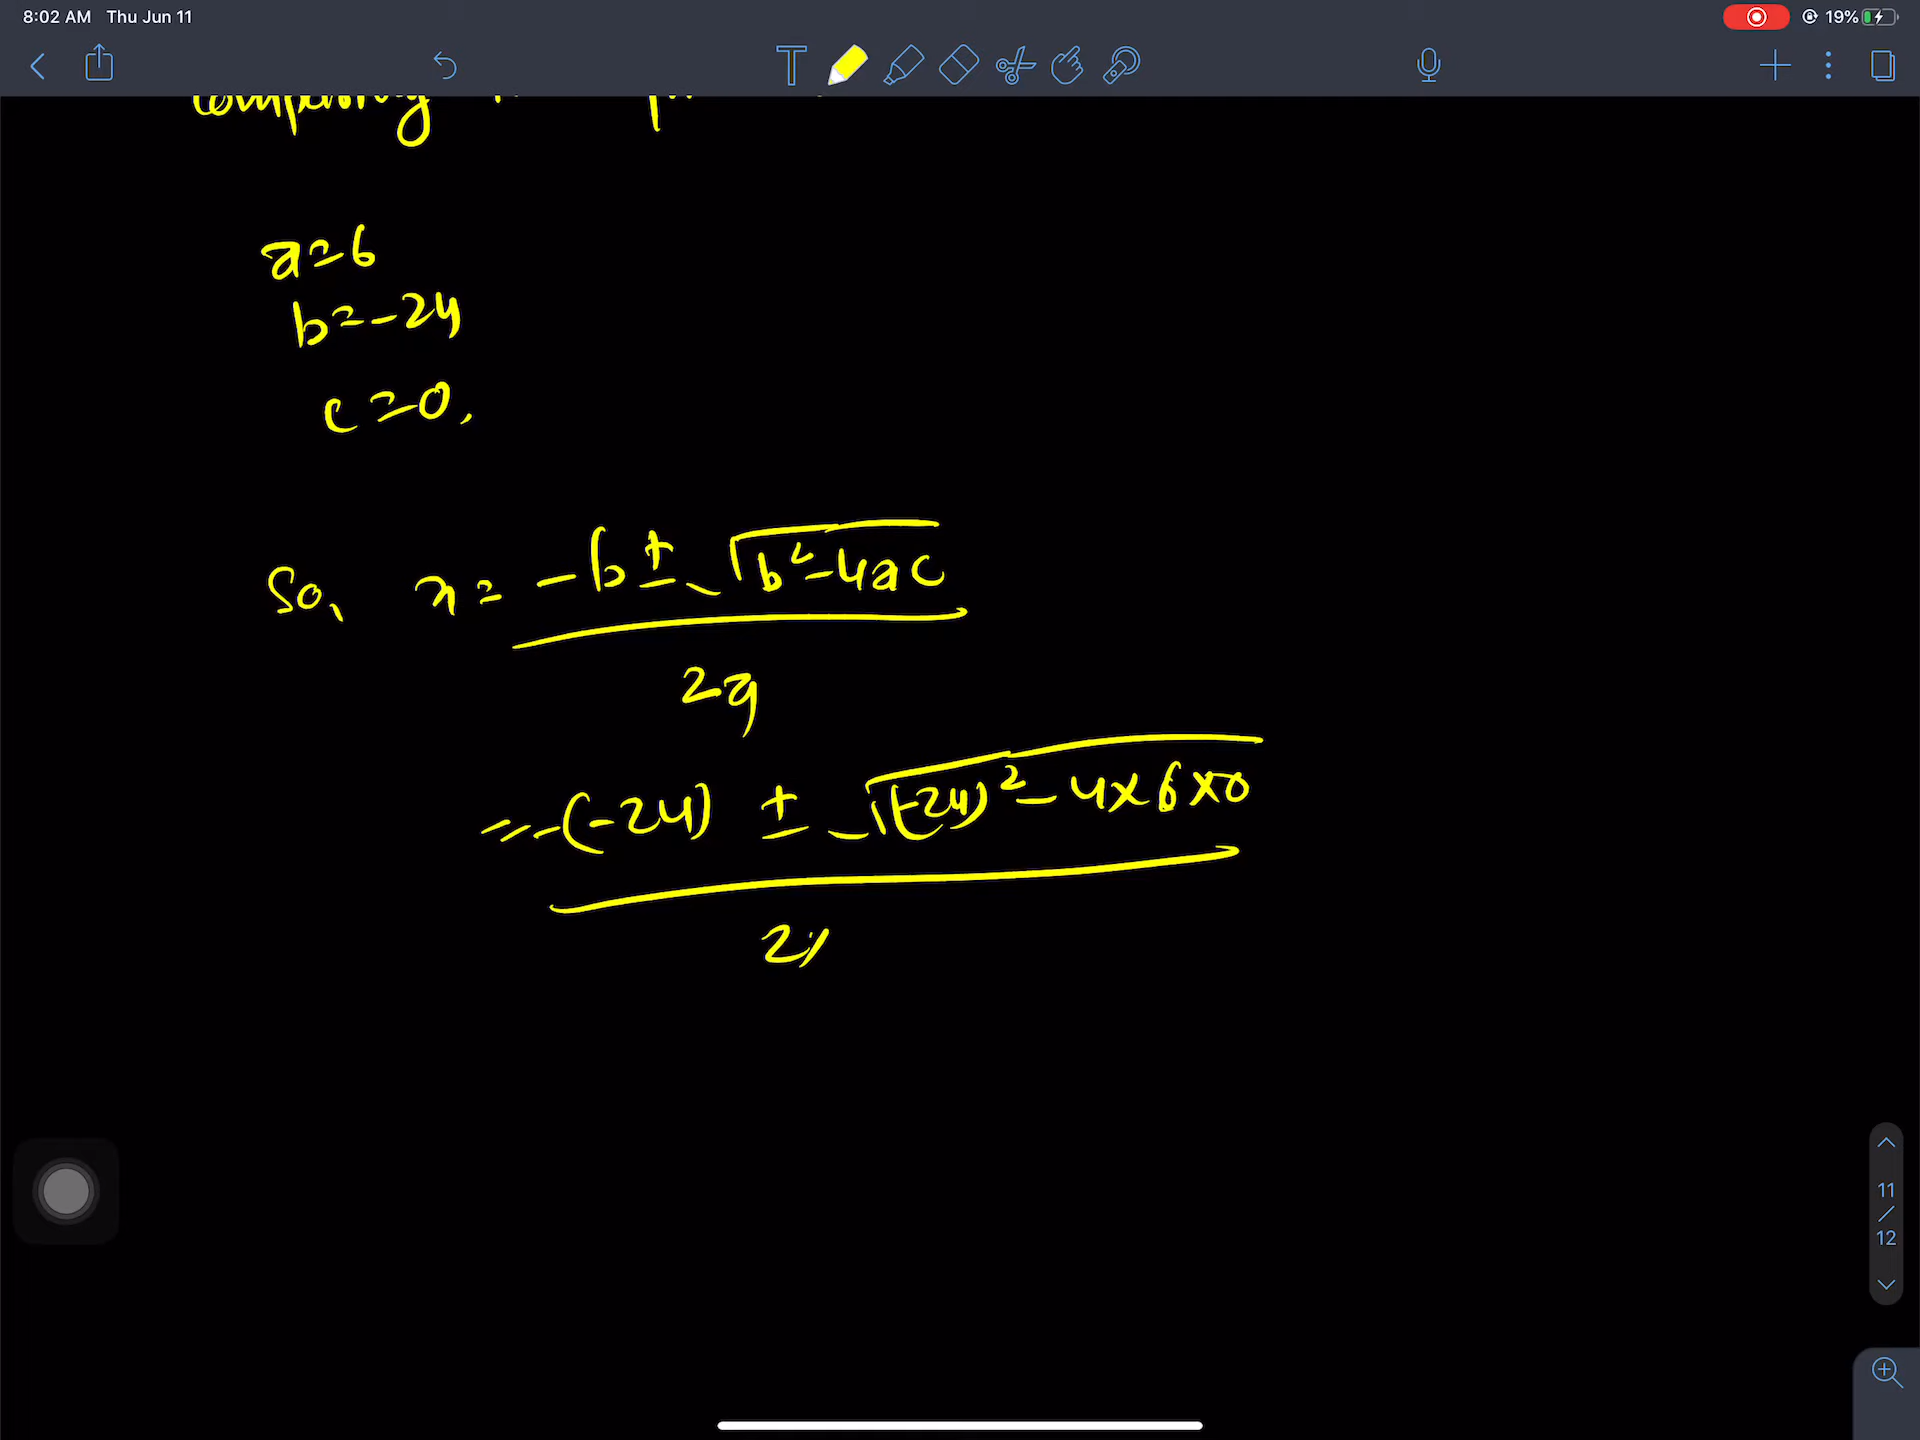 8:02 AM Thu Jun 11
19%
a=6
b=-24
c=0,
So, x= -b ± √b²-4ac
2a
= -(-24) ± √(-24)²-4×6×0
2×
11
/
12